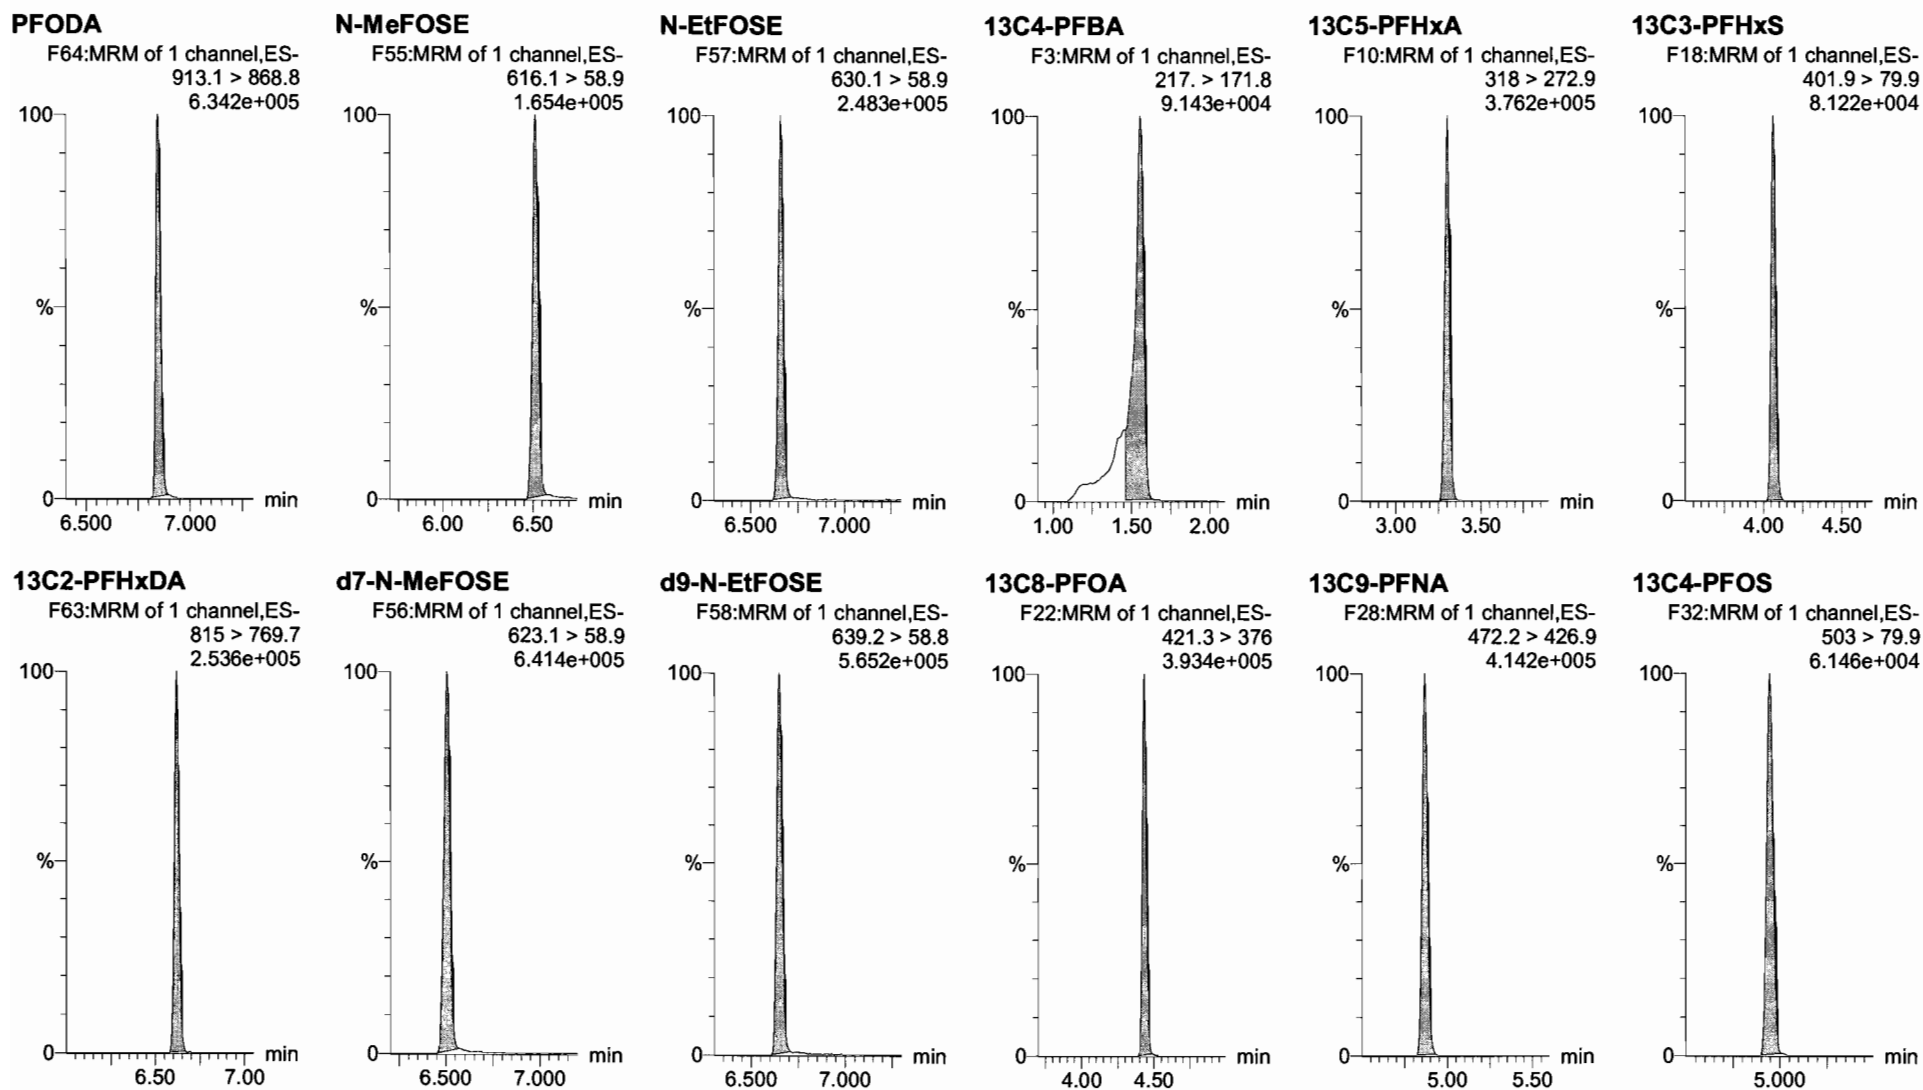 PFODA
F64:MRM of 1 channel,ES-
913.1 > 868.8
6.342e+005
100
%
0
min
6.500
7.000
N-MeFOSE
F55:MRM of 1 channel,ES-
616.1 > 58.9
1.654e+005
100
%
0
min
6.00
6.50
N-EtFOSE
F57:MRM of 1 channel,ES-
630.1 > 58.9
2.483e+005
100
%
0
min
6.500
7.000
13C4-PFBA
F3:MRM of 1 channel,ES-
217. > 171.8
9.143e+004
100
%
0
min
1.00
1.50
2.00
13C5-PFHxA
F10:MRM of 1 channel,ES-
318 > 272.9
3.762e+005
100
%
0
min
3.00
3.50
13C3-PFHxS
F18:MRM of 1 channel,ES-
401.9 > 79.9
8.122e+004
100
%
0
min
4.00
4.50
13C2-PFHxDA
F63:MRM of 1 channel,ES-
815 > 769.7
2.536e+005
100
%
0
min
6.50
7.00
d7-N-MeFOSE
F56:MRM of 1 channel,ES-
623.1 > 58.9
6.414e+005
100
%
0
min
6.500
7.000
d9-N-EtFOSE
F58:MRM of 1 channel,ES-
639.2 > 58.8
5.652e+005
100
%
0
min
6.500
7.000
13C8-PFOA
F22:MRM of 1 channel,ES-
421.3 > 376
3.934e+005
100
%
0
min
4.00
4.50
13C9-PFNA
F28:MRM of 1 channel,ES-
472.2 > 426.9
4.142e+005
100
%
0
min
5.00
5.50
13C4-PFOS
F32:MRM of 1 channel,ES-
503 > 79.9
6.146e+004
100
%
0
min
5.000